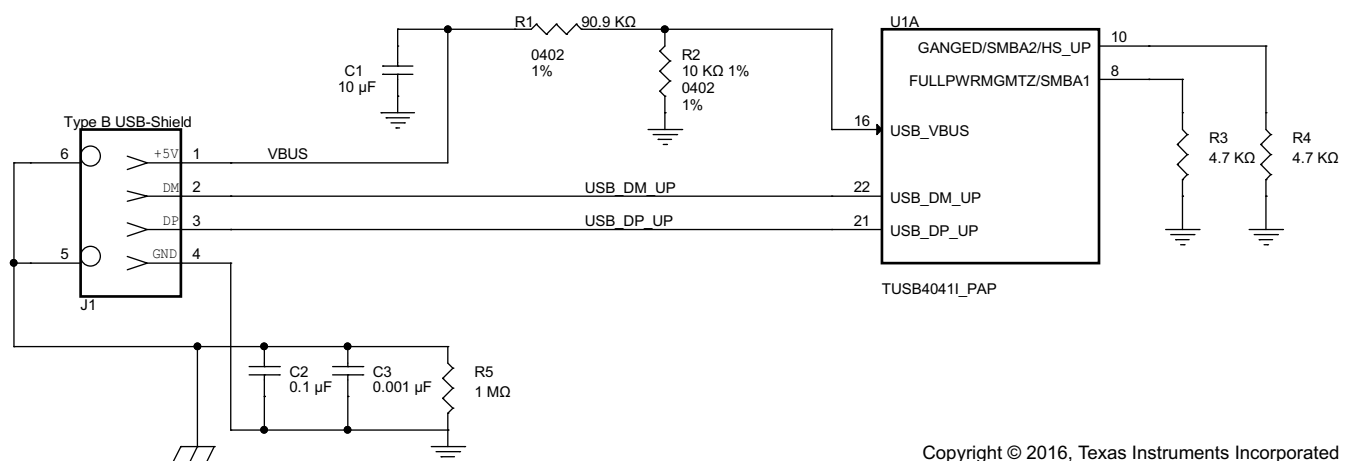 R1
90.9 KΩ
0402
1%
R2
10 KΩ 1%
0402
1%
C1
10 µF
U1A
GANGED/SMBA2/HS_UP
10
FULLPWRMGMTZ/SMBA1
8
16
USB_VBUS
R3
4.7 KΩ
R4
4.7 KΩ
Type B USB-Shield
6
+5V
1
VBUS
DM
2
USB_DM_UP
22
USB_DM_UP
DP
3
USB_DP_UP
21
USB_DP_UP
5
GND
4
J1
TUSB4041I_PAP
C2
0.1 µF
C3
0.001 µF
R5
1 MΩ
Copyright © 2016, Texas Instruments Incorporated